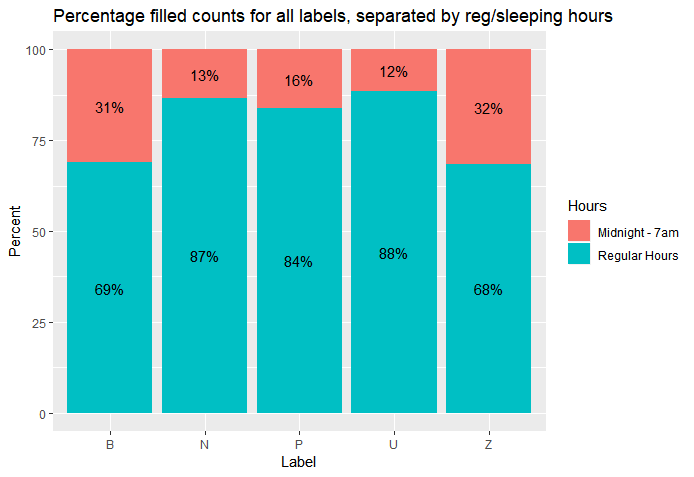 Percentage filled counts for all labels, separated by reg/sleeping hours
100
75
50
25
0
Percent
31%
13%
16%
12%
32%
69%
87%
84%
88%
68%
B N P U Z
Label
Hours
Midnight - 7am
Regular Hours